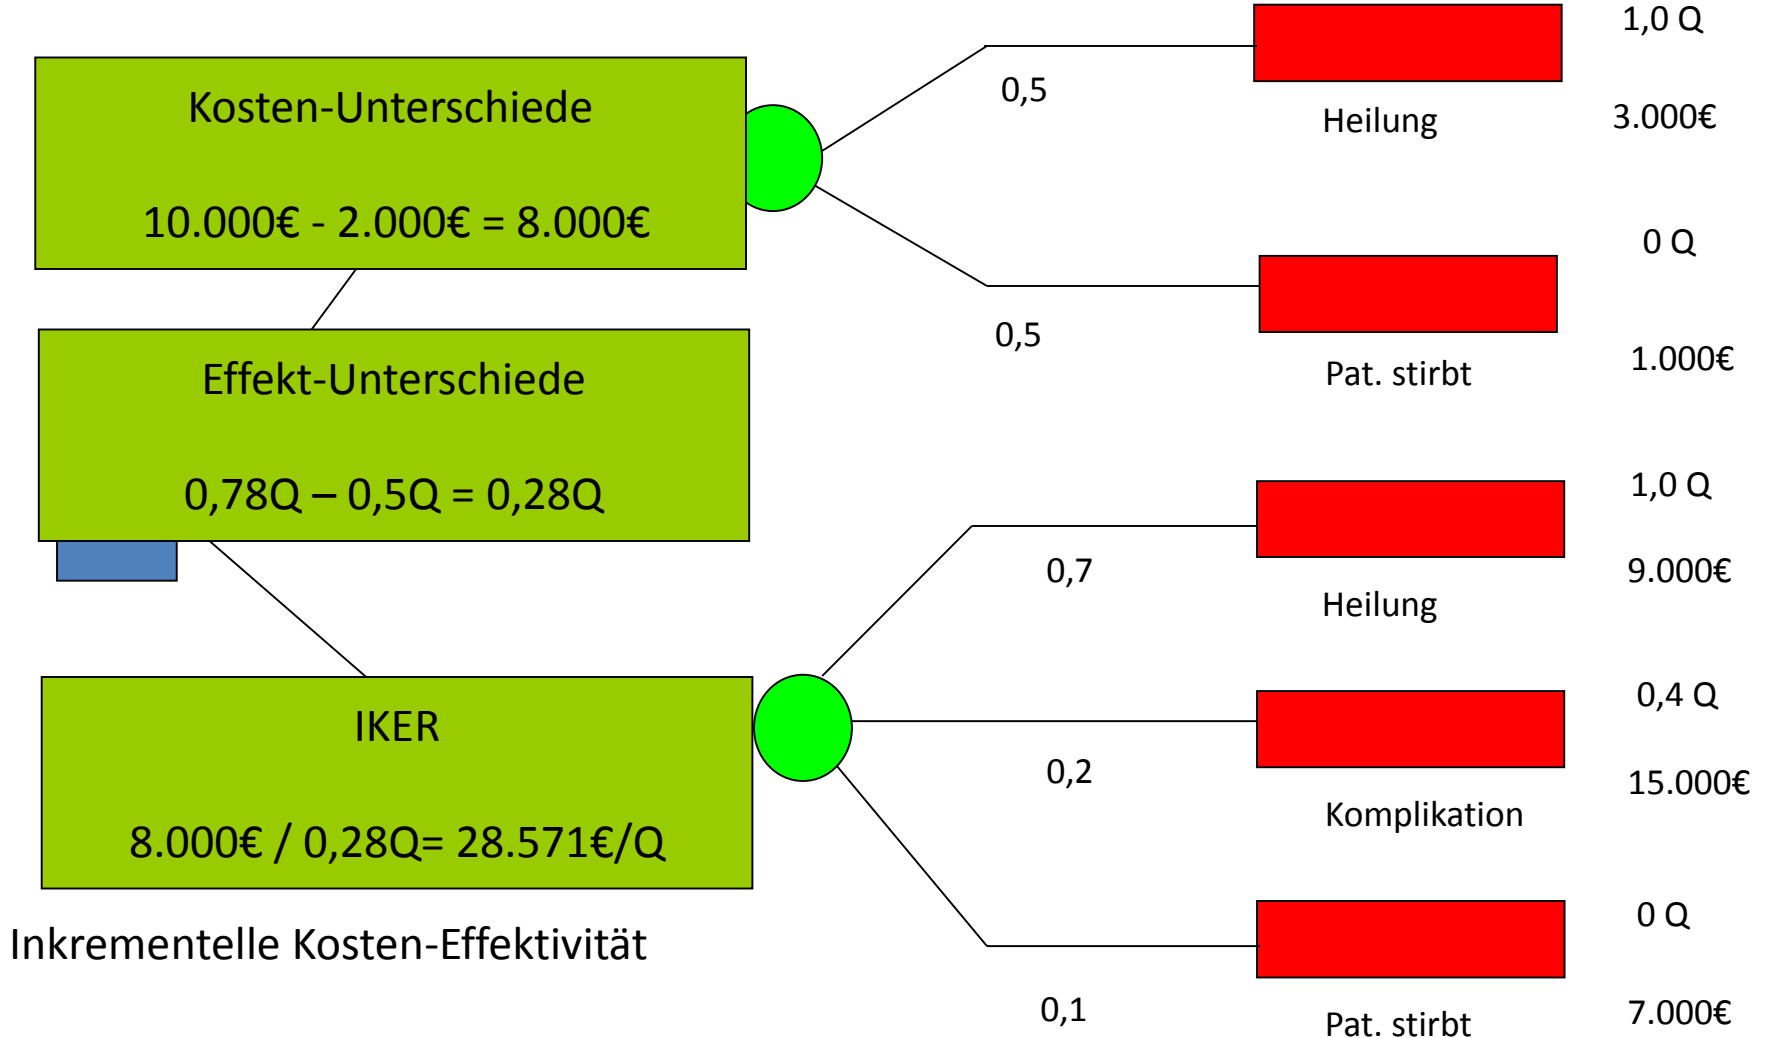 Kosten-Unterschiede
10.000€ - 2.000€ = 8.000€
Effekt-Unterschiede
0,78Q – 0,5Q = 0,28Q
IKER
8.000€ / 0,28Q= 28.571€/Q
Inkrementelle Kosten-Effektivität
0,5
1,0 Q
Heilung
3.000€
0,5
0 Q
Pat. stirbt
1.000€
0,7
1,0 Q
Heilung
9.000€
0,2
0,4 Q
Komplikation
15.000€
0,1
0 Q
Pat. stirbt
7.000€